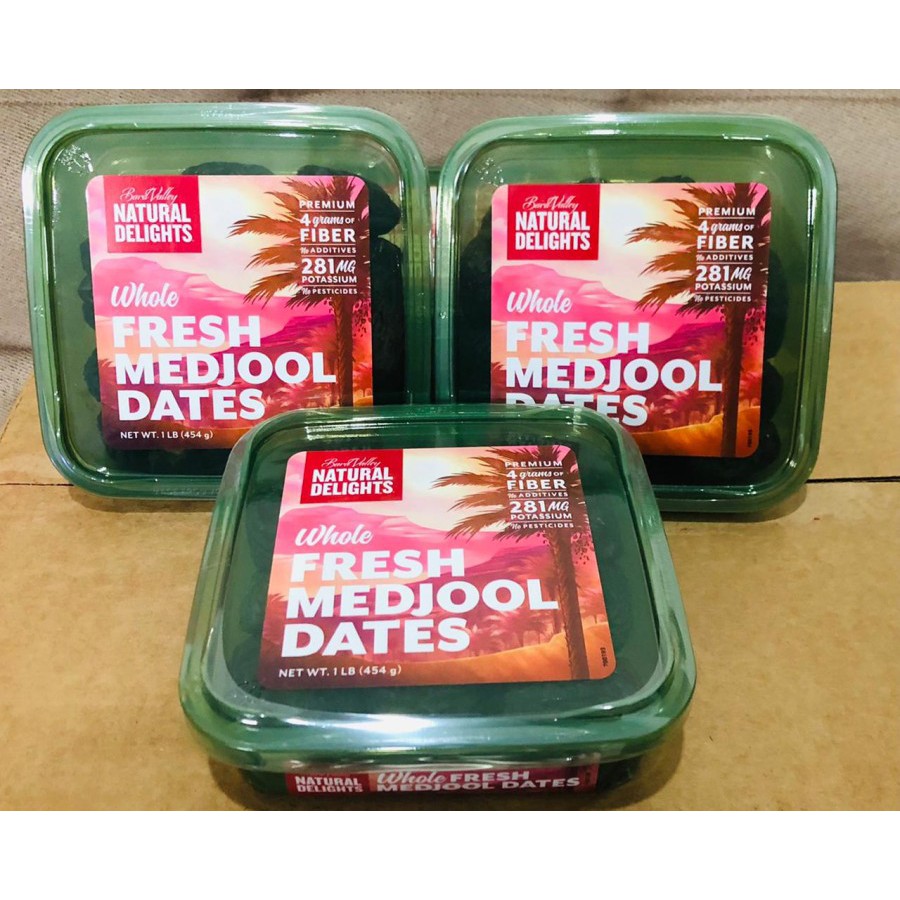 Bard Valley
NATURAL
DELIGHTS
PREMIUM
4 grams OF
FIBER
No ADDITIVES
281MG
POTASSIUM
No PESTICIDES
Whole
FRESH
MEDJOOL
DATES
NET WT. 1 LB (454 g)
Bard Valley
NATURAL
DELIGHTS
PREMIUM
4 grams OF
FIBER
No ADDITIVES
281MG
POTASSIUM
No PESTICIDES
Whole
FRESH
MEDJOOL
DATES
Bard Valley
NATURAL
DELIGHTS
PREMIUM
4 grams OF
FIBER
No ADDITIVES
281MG
POTASSIUM
No PESTICIDES
Whole
FRESH
MEDJOOL
DATES
NET WT. 1 LB (454 g)
NATURAL
DELIGHTS
Whole FRESH
MEDJOOL DATES